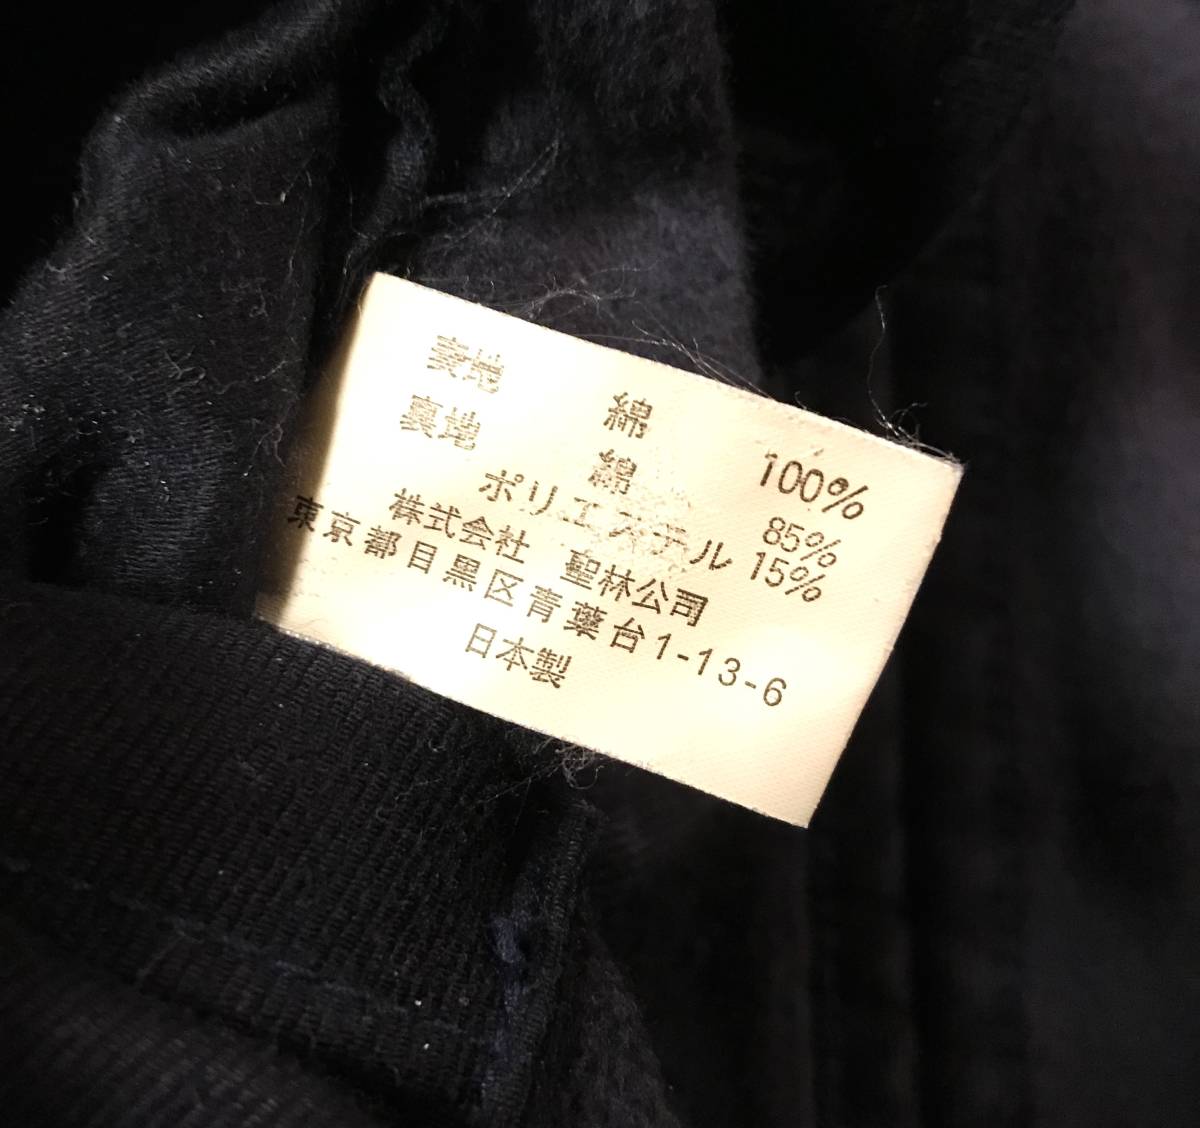 表地 綿 100%
裏地 綿 85%
ポリエステル 15%
株式会社 聖林公司
東京都目黒区青葉台1-13-6
日本製